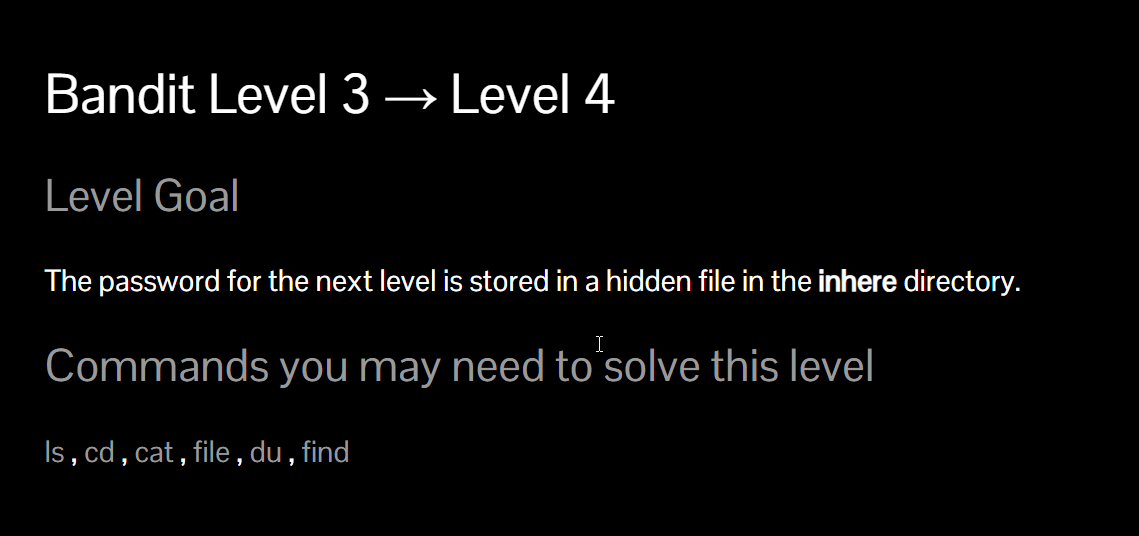 Bandit Level 3 → Level 4
Level Goal
The password for the next level is stored in a hidden file in the inhere directory.
Commands you may need to solve this level
ls , cd , cat , file , du , find